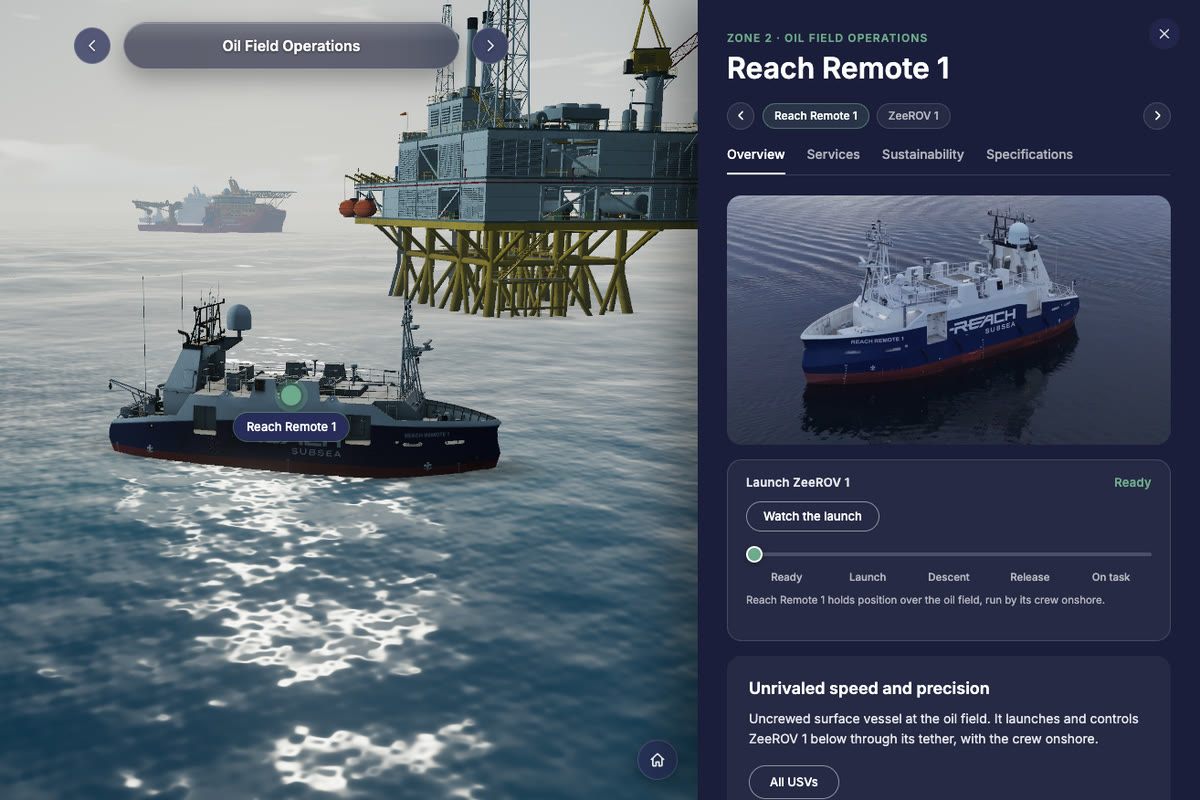 Oil Field Operations
Reach Remote 1
SUBSEA
REACH REMOTE 1
ZONE 2 · OIL FIELD OPERATIONS
Reach Remote 1
Reach Remote 1
ZeeROV 1
Overview
Services
Sustainability
Specifications
REACH
SUBSEA
REACH REMOTE 1
Launch ZeeROV 1
Ready
Watch the launch
Ready
Launch
Descent
Release
On task
Reach Remote 1 holds position over the oil field, run by its crew onshore.
Unrivaled speed and precision
Uncrewed surface vessel at the oil field. It launches and controls
ZeeROV 1 below through its tether, with the crew onshore.
All USVs